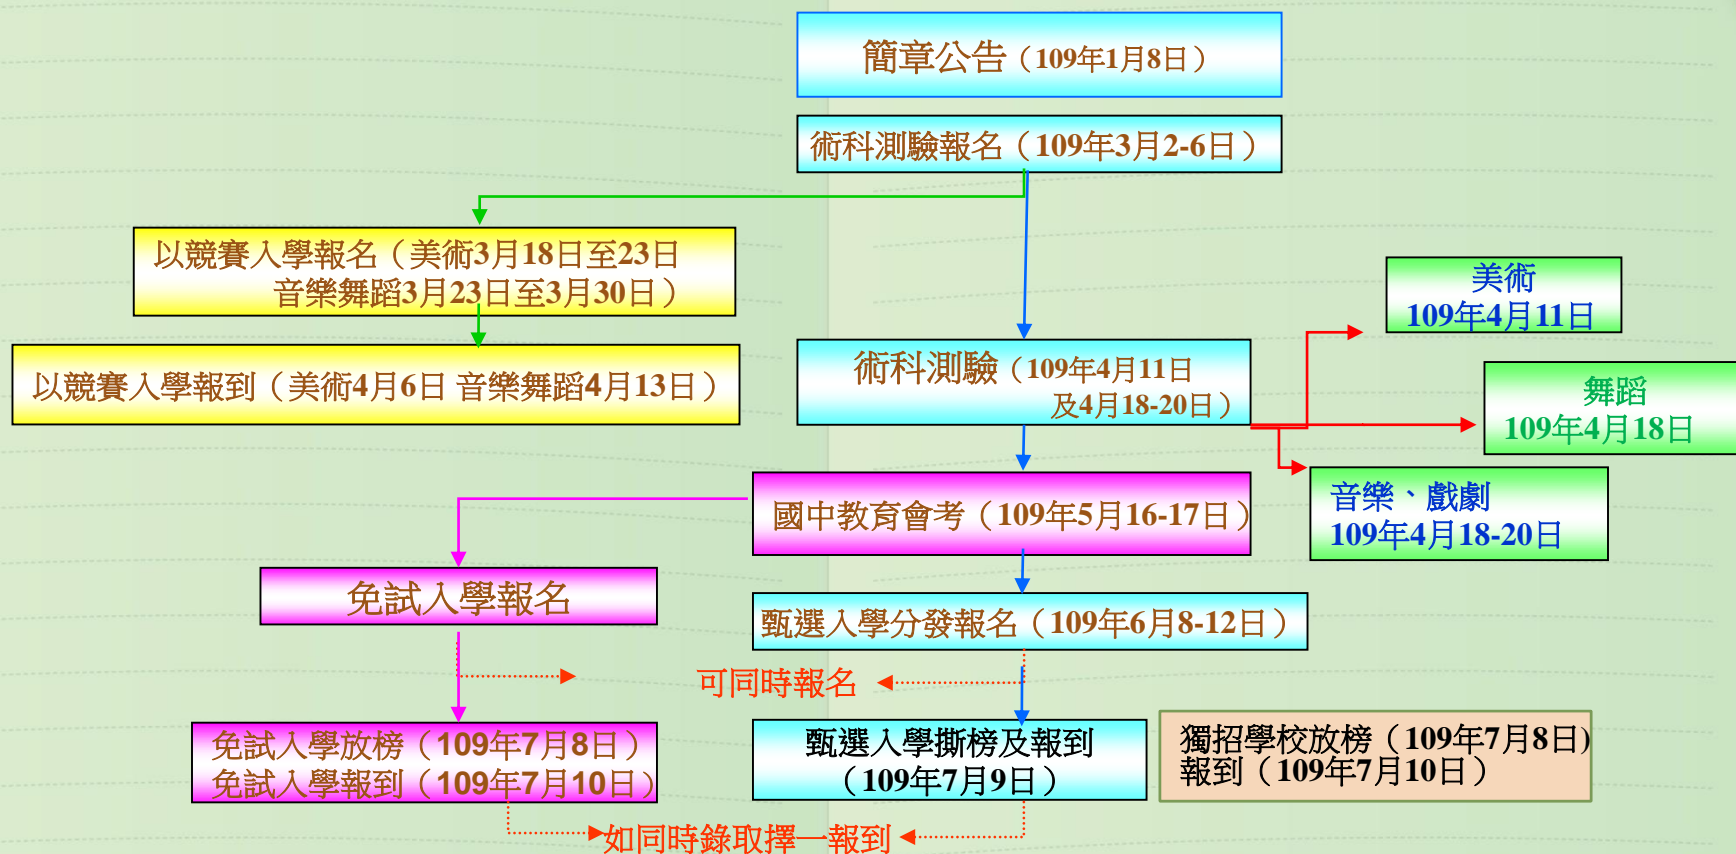 簡章公告（109年1月8日）
術科測驗報名（109年3月2-6日）
以競賽入學報名（美術3月18日至23日
音樂舞蹈3月23日至3月30日）
以競賽入學報到（美術4月6日 音樂舞蹈4月13日）
術科測驗（109年4月11日
及4月18-20日）
美術
109年4月11日
舞蹈
109年4月18日
音樂、戲劇
109年4月18-20日
國中教育會考（109年5月16-17日）
免試入學報名
甄選入學分發報名（109年6月8-12日）
可同時報名
免試入學放榜（109年7月8日）
免試入學報到（109年7月10日）
甄選入學撕榜及報到
（109年7月9日）
獨招學校放榜（109年7月8日)
報到（109年7月10日）
如同時錄取擇一報到